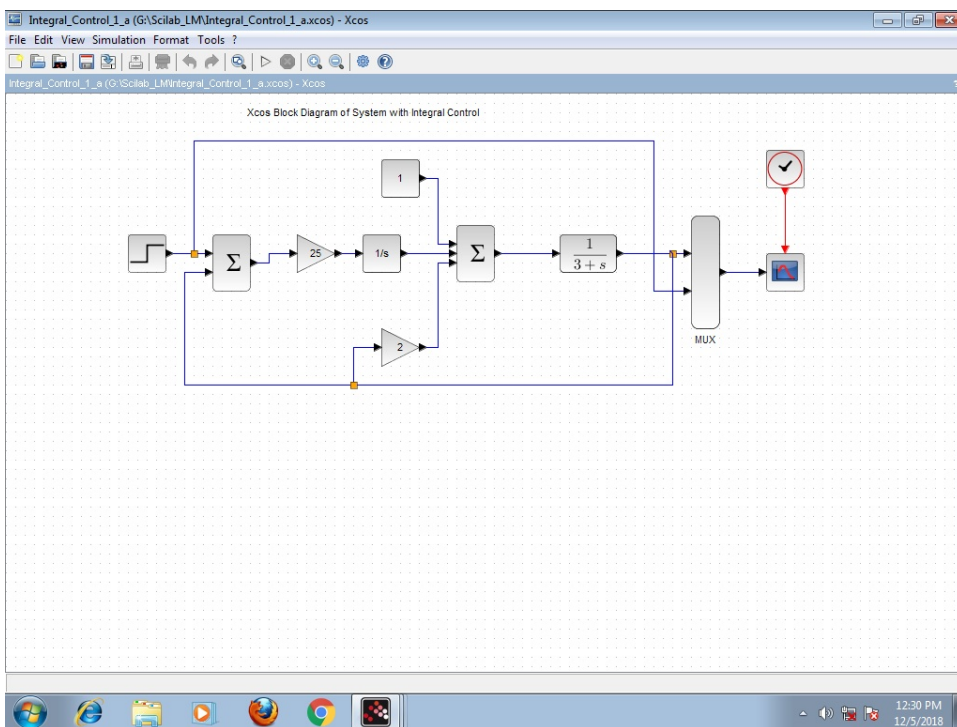 Integral_Control_1_a (G:\Scilab_LM\Integral_Control_1_a.xcos) - Xcos
File Edit View Simulation Format Tools ?
Integral_Control_1_a (G:\Scilab_LM\Integral_Control_1_a.xcos) - Xcos
?
Xcos Block Diagram of System with Integral Control
1
Σ
25
1/s
Σ
1
3 + s
2
MUX
12:30 PM
12/5/2018